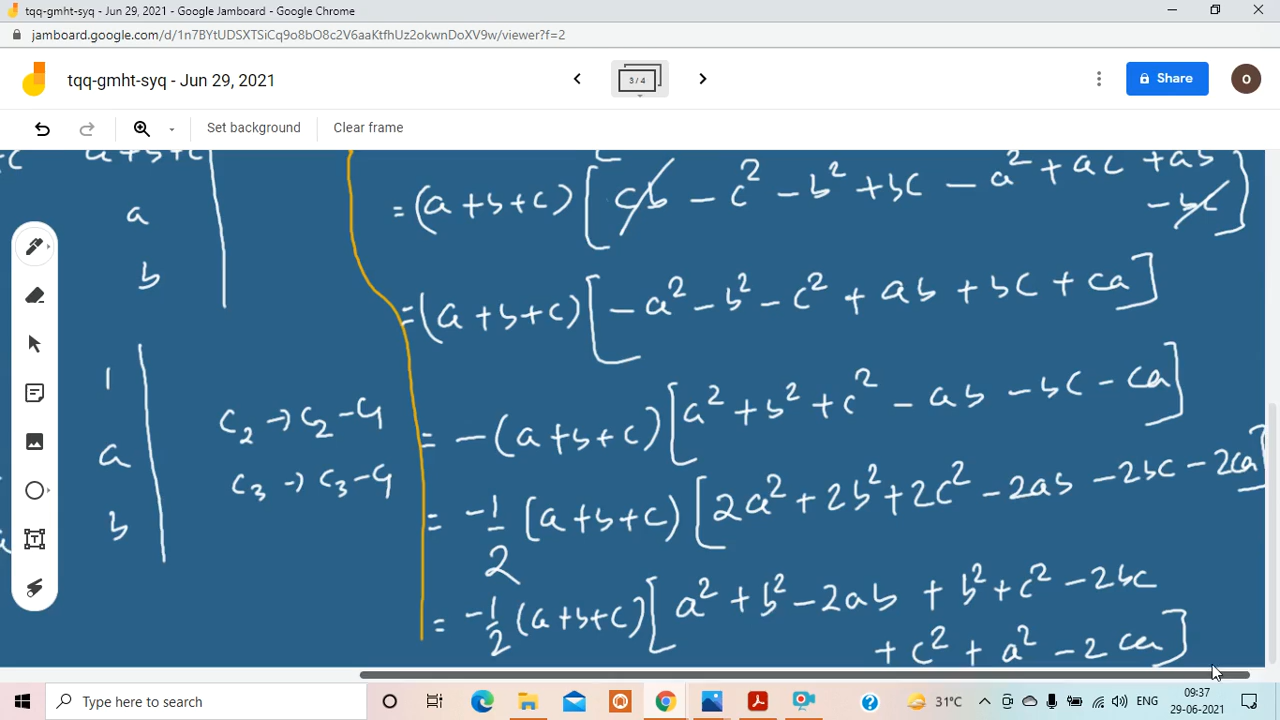 tqq-gmht-syq - Jun 29, 2021 - Google Jamboard - Google Chrome
jamboard.google.com/d/1n7BYtUDSXTSiCq9o8bO8c2V6aaKtfhUz2okwnDoXV9w/viewer?f=2
tqq-gmht-syq - Jun 29, 2021
3 / 4
Share
O
Set background
Clear frame
a+b+c
a
b
1
a
b
C₂ → C₂ - C₁
C₃ → C₃ - C₁
= (a+b+c) [ cb - c² - b² + bc - a² + ac + ab
- bc ]
= (a+b+c) [ -a² - b² - c² + ab + bc + ca ]
= -(a+b+c) [ a² + b² + c² - ab - bc - ca ]
= -1/2 (a+b+c) [ 2a² + 2b² + 2c² - 2ab - 2bc - 2ca ]
= -1/2 (a+b+c) [ a² + b² - 2ab + b² + c² - 2bc
+ c² + a² - 2ca ]
Type here to search
31°C
ENG
09:37
29-06-2021